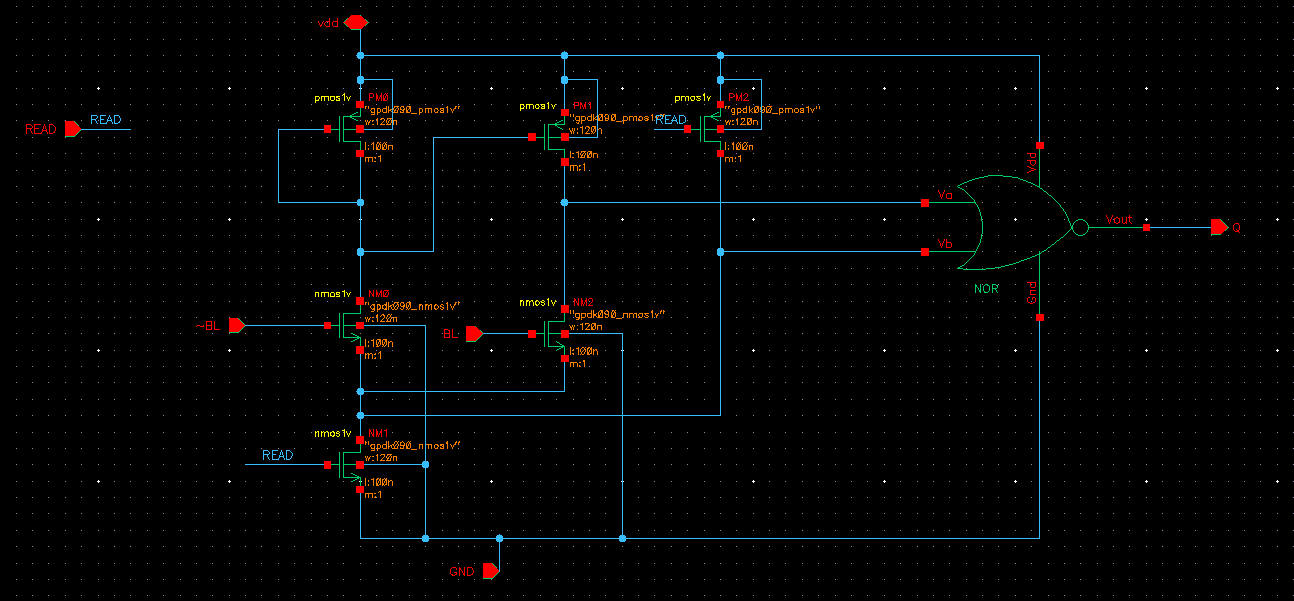 vdd
pmos1v PM0
"gpdk090_pmos1v"
w:120n
l:100n
m:1
pmos1v PM1
"gpdk090_pmos1v"
w:120n
l:100n
m:1
pmos1v PM2
"gpdk090_pmos1v"
w:120n
l:100n
m:1
READ READ
READ
Vdd
Va
Vb
Vout
Q
Gnd
NOR
nmos1v NM0
"gpdk090_nmos1v"
w:120n
l:100n
m:1
~BL
nmos1v NM2
"gpdk090_nmos1v"
w:120n
l:100n
m:1
BL
nmos1v NM1
"gpdk090_nmos1v"
w:120n
l:100n
m:1
READ
GND